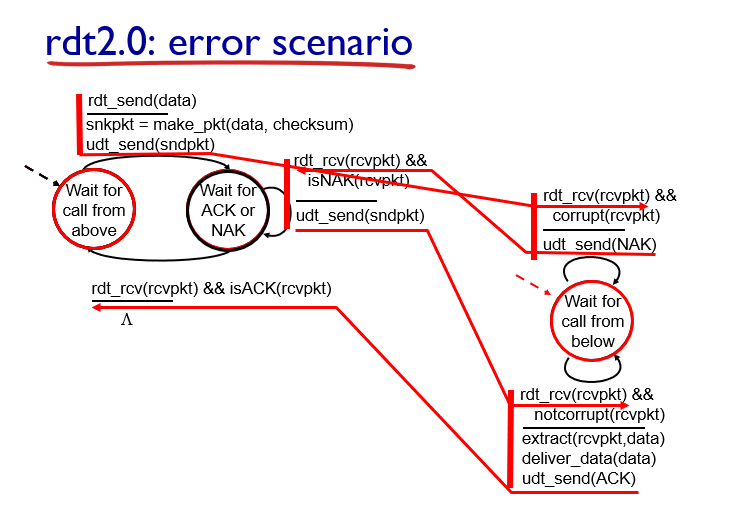 rdt2.0: error scenario
rdt_send(data)
snkpkt = make_pkt(data, checksum)
udt_send(sndpkt)
rdt_rcv(rcvpkt) &&
isNAK(rcvpkt)
udt_send(sndpkt)
Wait for
call from
above
Wait for
ACK or
NAK
rdt_rcv(rcvpkt) && isACK(rcvpkt)
Λ
rdt_rcv(rcvpkt) &&
corrupt(rcvpkt)
udt_send(NAK)
Wait for
call from
below
rdt_rcv(rcvpkt) &&
notcorrupt(rcvpkt)
extract(rcvpkt,data)
deliver_data(data)
udt_send(ACK)